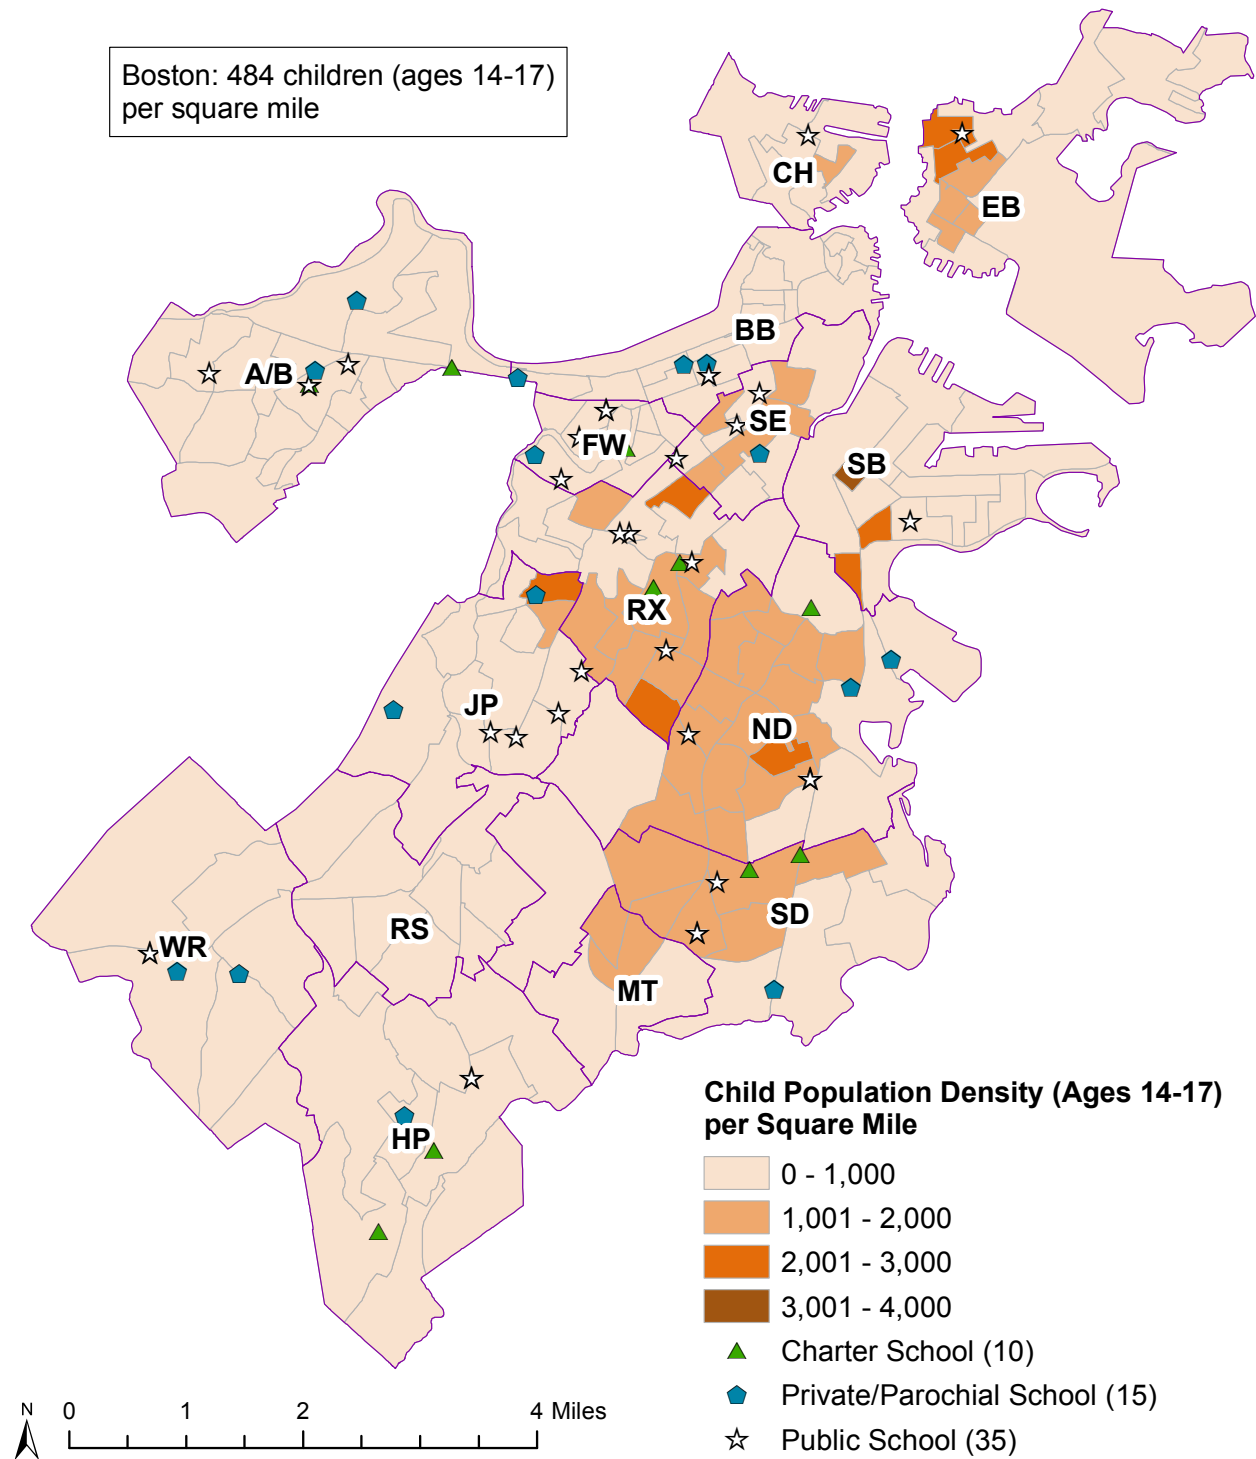 Boston: 484 children (ages 14-17)
per square mile
CH
EB
BB
A/B
SE
FW
SB
RX
JP
ND
SD
RS
WR
MT
HP
Child Population Density (Ages 14-17)
per Square Mile
0 - 1,000
1,001 - 2,000
2,001 - 3,000
3,001 - 4,000
Charter School (10)
Private/Parochial School (15)
Public School (35)
N
0 1 2 4 Miles